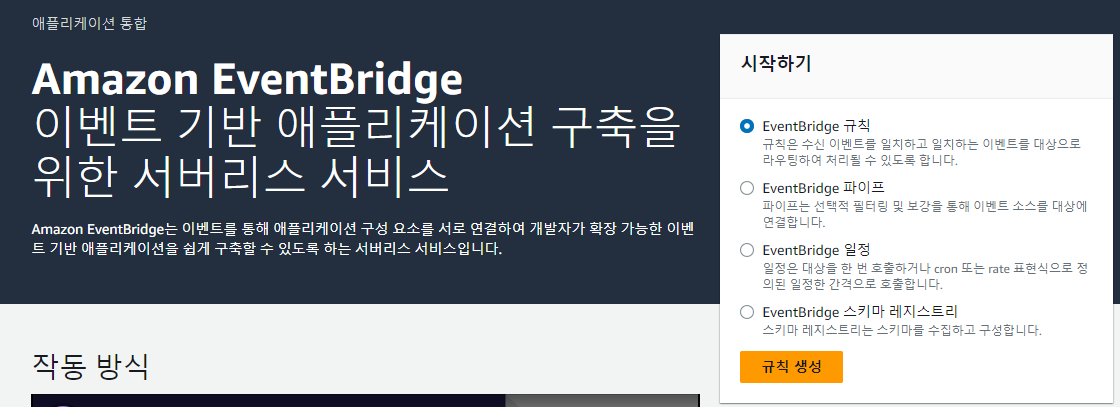 애플리케이션 통합
Amazon EventBridge
이벤트 기반 애플리케이션 구축을
위한 서버리스 서비스
Amazon EventBridge는 이벤트를 통해 애플리케이션 구성 요소를 서로 연결하여 개발자가 확장 가능한 이벤
트 기반 애플리케이션을 쉽게 구축할 수 있도록 하는 서버리스 서비스입니다.
시작하기
EventBridge 규칙
규칙은 수신 이벤트를 일치하고 일치하는 이벤트를 대상으로
라우팅하여 처리될 수 있도록 합니다.
EventBridge 파이프
파이프는 선택적 필터링 및 보강을 통해 이벤트 소스를 대상에
연결합니다.
EventBridge 일정
일정은 대상을 한 번 호출하거나 cron 또는 rate 표현식으로 정
의된 일정한 간격으로 호출합니다.
EventBridge 스키마 레지스트리
스키마 레지스트리는 스키마를 수집하고 구성합니다.
규칙 생성
작동 방식